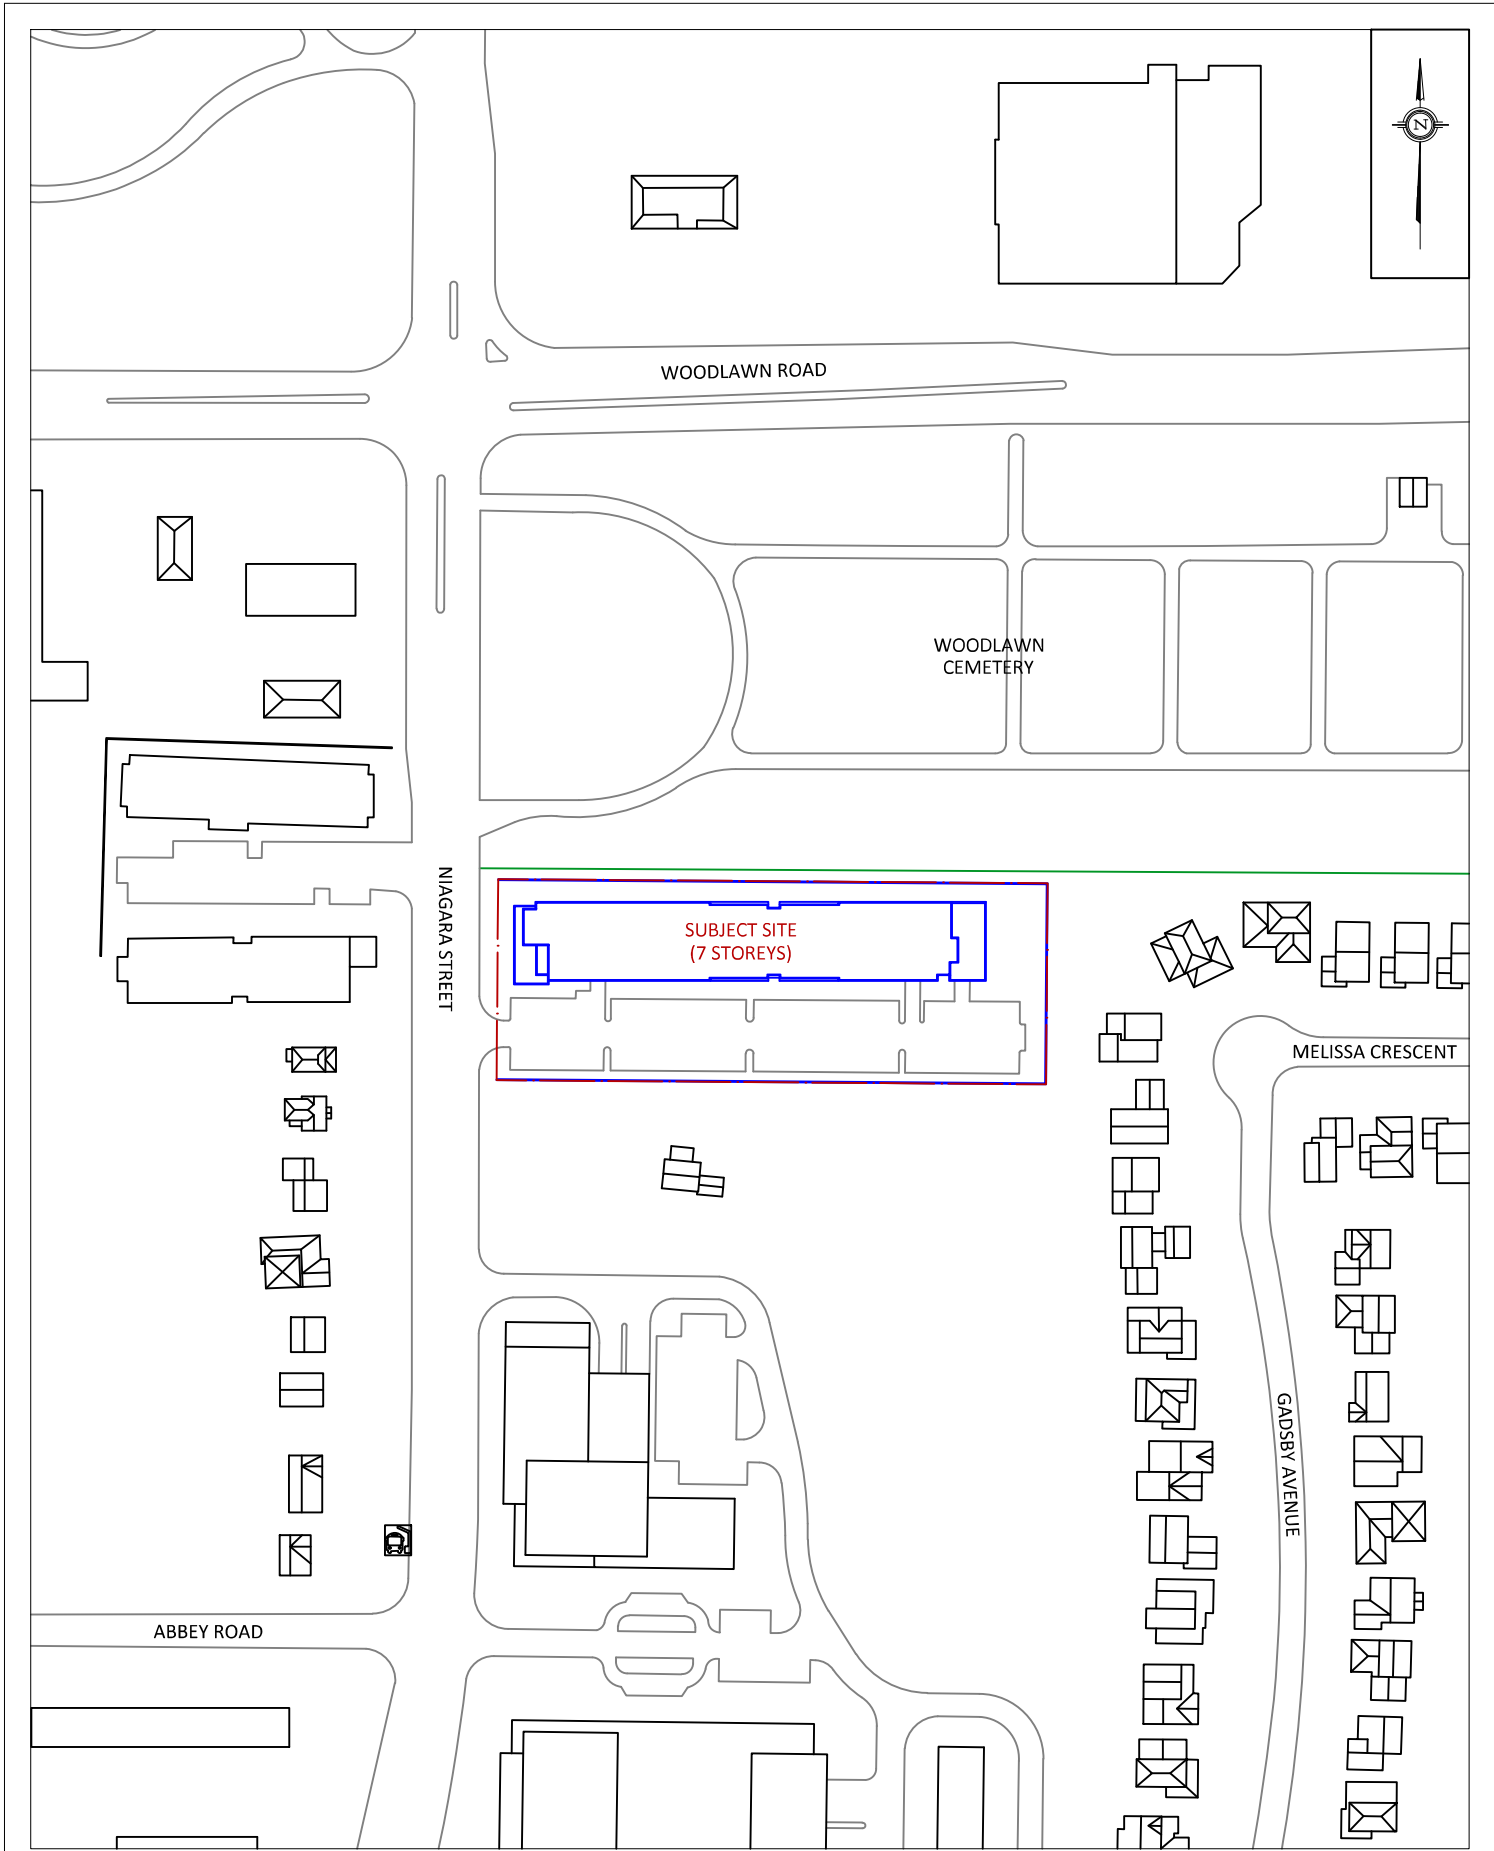 N
WOODLAWN ROAD
WOODLAWN
CEMETERY
NIAGARA STREET
SUBJECT SITE
(7 STOREYS)
MELISSA CRESCENT
GADSBY AVENUE
ABBEY ROAD